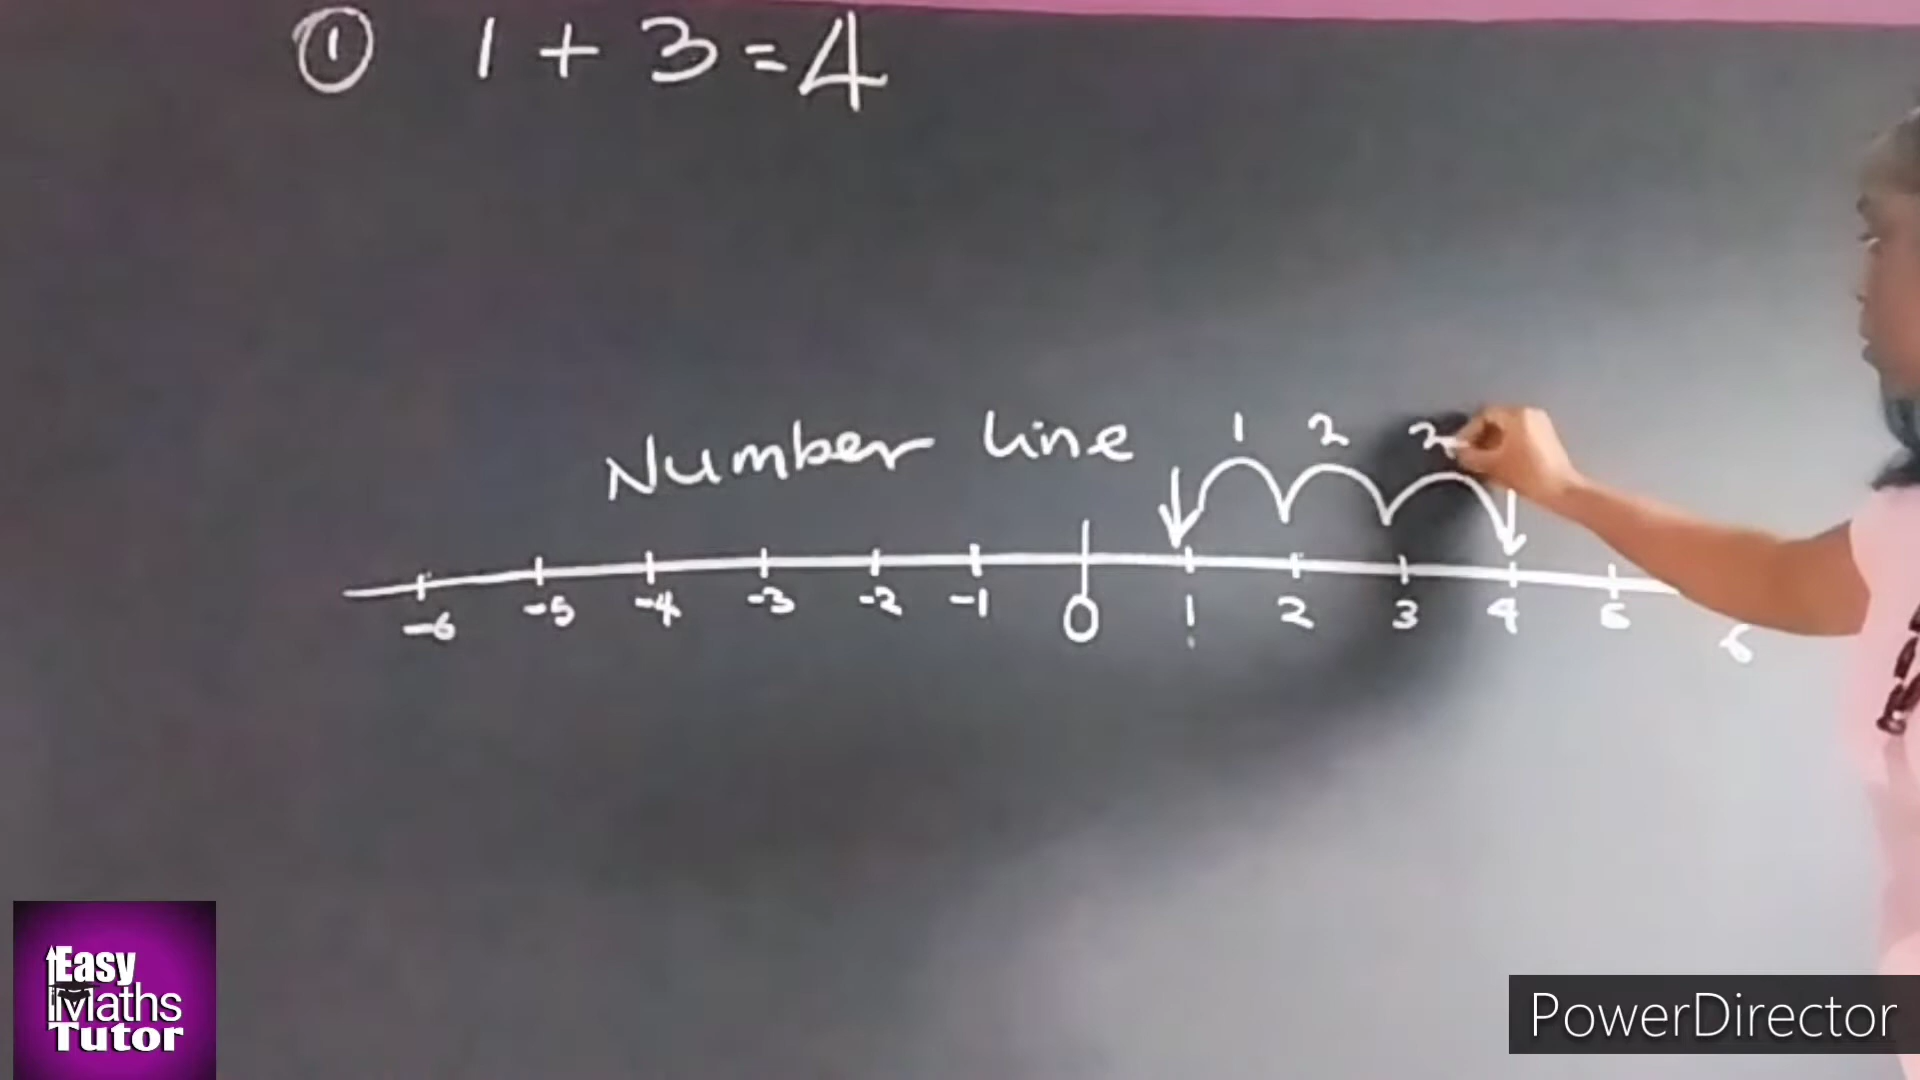 ① 1 + 3 = 4
Number line
1 2 3
-6 -5 -4 -3 -2 -1 0 1 2 3 4 5 6
Easy
Maths
Tutor
PowerDirector